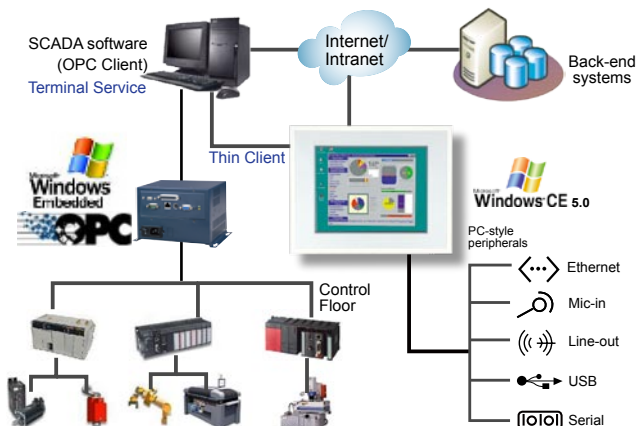 SCADA software
(OPC Client)
Terminal Service
Internet/
Intranet
Back-end
systems
Thin Client
Microsoft
Windows
Embedded
OPC
Microsoft
Windows CE 5.0
PC-style
peripherals
Ethernet
Mic-in
Line-out
USB
Serial
Control
Floor